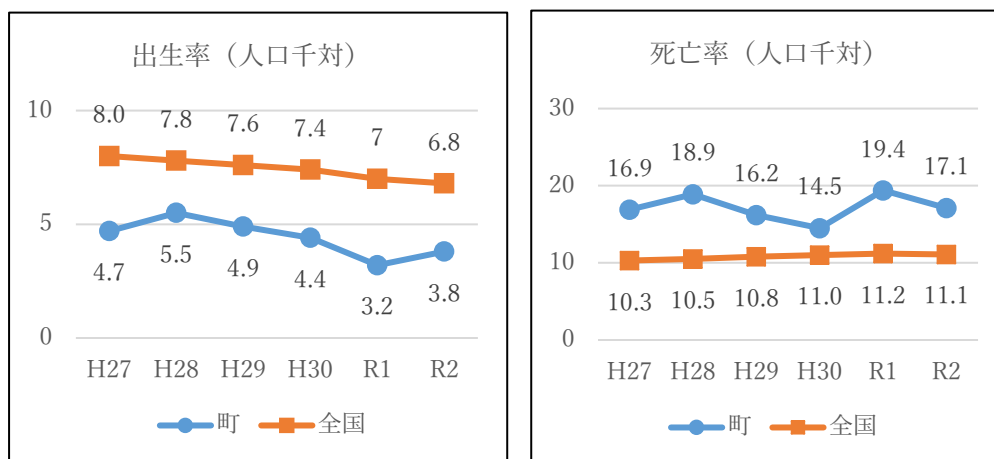 出生率（人口千対）
10
5
0
8.0 7.8 7.6 7.4 7 6.8
4.7 5.5 4.9 4.4 3.2 3.8
H27 H28 H29 H30 R1 R2
町 全国
死亡率（人口千対）
30
20
10
0
16.9 18.9 16.2 14.5 19.4 17.1
10.3 10.5 10.8 11.0 11.2 11.1
H27 H28 H29 H30 R1 R2
町 全国